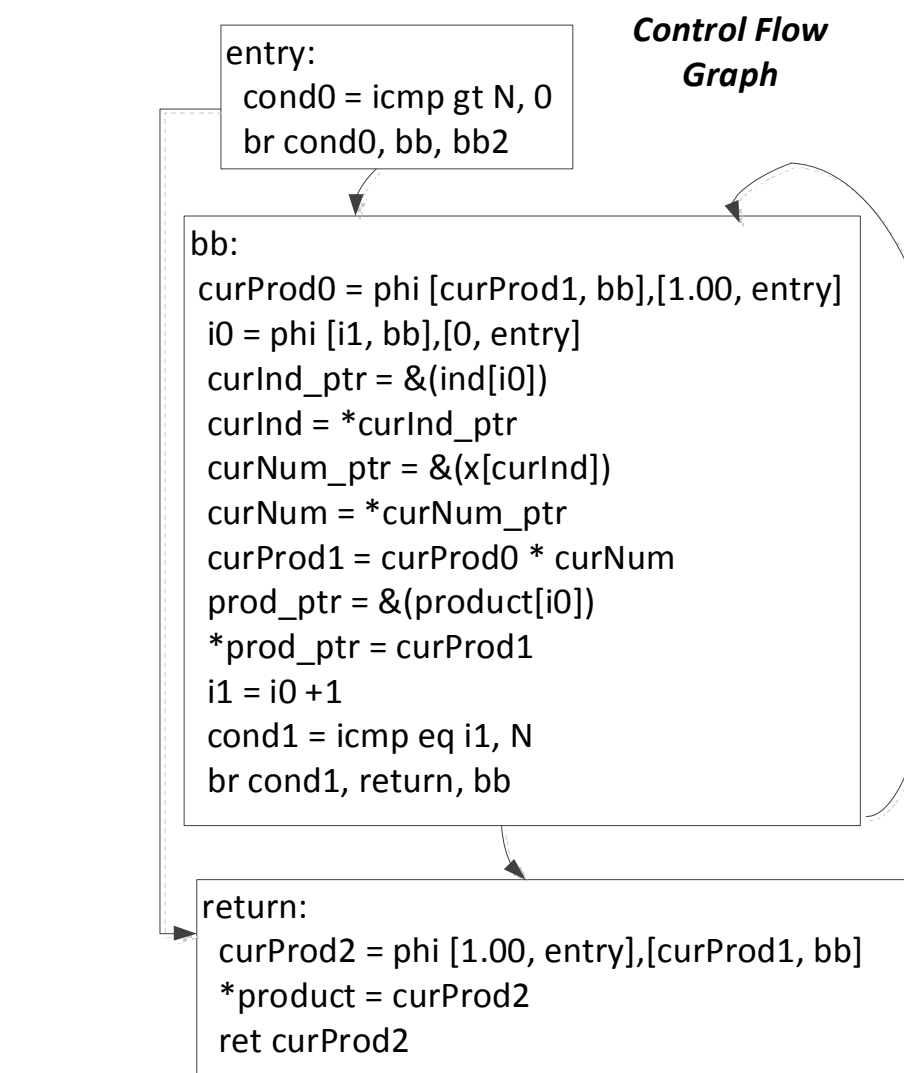 Control Flow
Graph
entry:
cond0 = icmp gt N, 0
br cond0, bb, bb2
bb:
curProd0 = phi [curProd1, bb],[1.00, entry]
i0 = phi [i1, bb],[0, entry]
curInd_ptr = &(ind[i0])
curInd = *curInd_ptr
curNum_ptr = &(x[curInd])
curNum = *curNum_ptr
curProd1 = curProd0 * curNum
prod_ptr = &(product[i0])
*prod_ptr = curProd1
i1 = i0 +1
cond1 = icmp eq i1, N
br cond1, return, bb
return:
curProd2 = phi [1.00, entry],[curProd1, bb]
*product = curProd2
ret curProd2